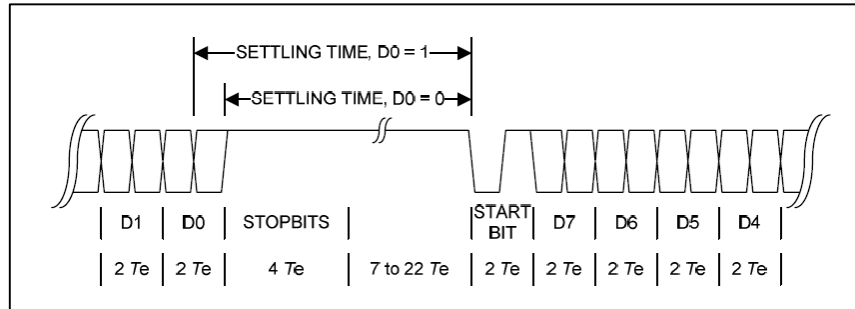 SETTLING TIME, D0 = 1
SETTLING TIME, D0 = 0
D1 D0 STOPBITS START BIT D7 D6 D5 D4
2 Te 2 Te 4 Te 7 to 22 Te 2 Te 2 Te 2 Te 2 Te 2 Te